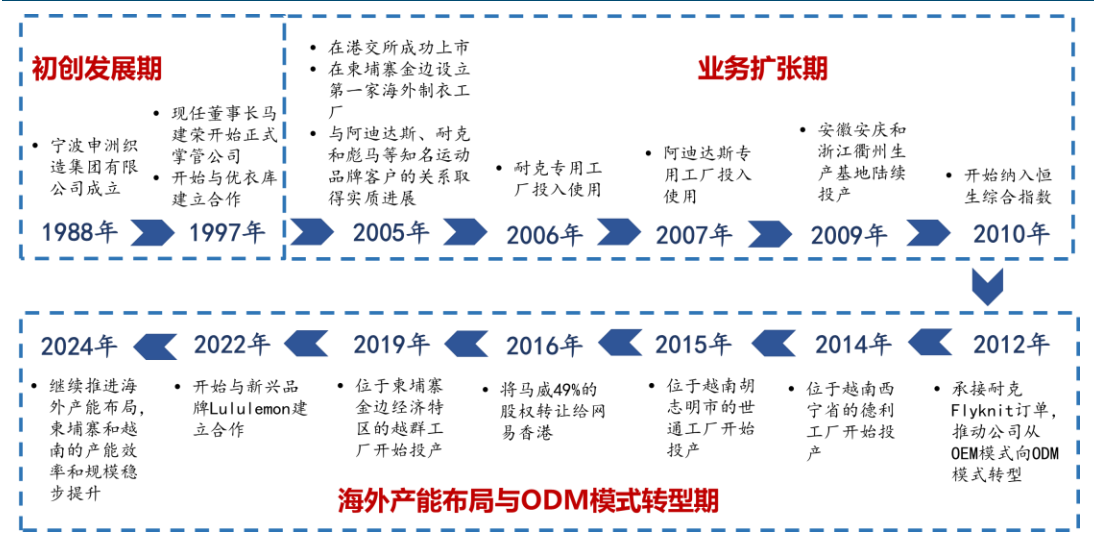 初创发展期
• 宁波申洲织
造集团有限
公司成立
1988年
• 现任董事长马
建荣开始正式
掌管公司
• 开始与优衣库
建立合作
1997年
业务扩张期
• 在港交所成功上市
• 在柬埔寨金边设立
第一家海外制衣工
厂
• 与阿迪达斯、耐克
和彪马等知名运动
品牌客户的关系取
得实质进展
2005年
• 耐克专用工
厂投入使用
2006年
• 阿迪达斯专
用工厂投入
使用
2007年
• 安徽安庆和
浙江衢州生
产基地陆续
投产
2009年
• 开始纳入恒
生综合指数
2010年
2012年
• 承接耐克
Flyknit订单，
推动公司从
OEM模式向ODM
模式转型
2014年
• 位于越南西
宁省的德利
工厂开始投
产
2015年
• 位于越南胡
志明市的世
通工厂开始
投产
2016年
• 将马威49%的
股权转让给网
易香港
2019年
• 位于柬埔寨
金边经济特
区的越群工
厂开始投产
2022年
• 开始与新兴品
牌Lululemon建
立合作
2024年
• 继续推进海
外产能布局，
柬埔寨和越
南的产能效
率和规模稳
步提升
海外产能布局与ODM模式转型期